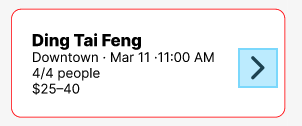 Ding Tai Feng
Downtown · Mar 11 ·11:00 AM
4/4 people
$25–40